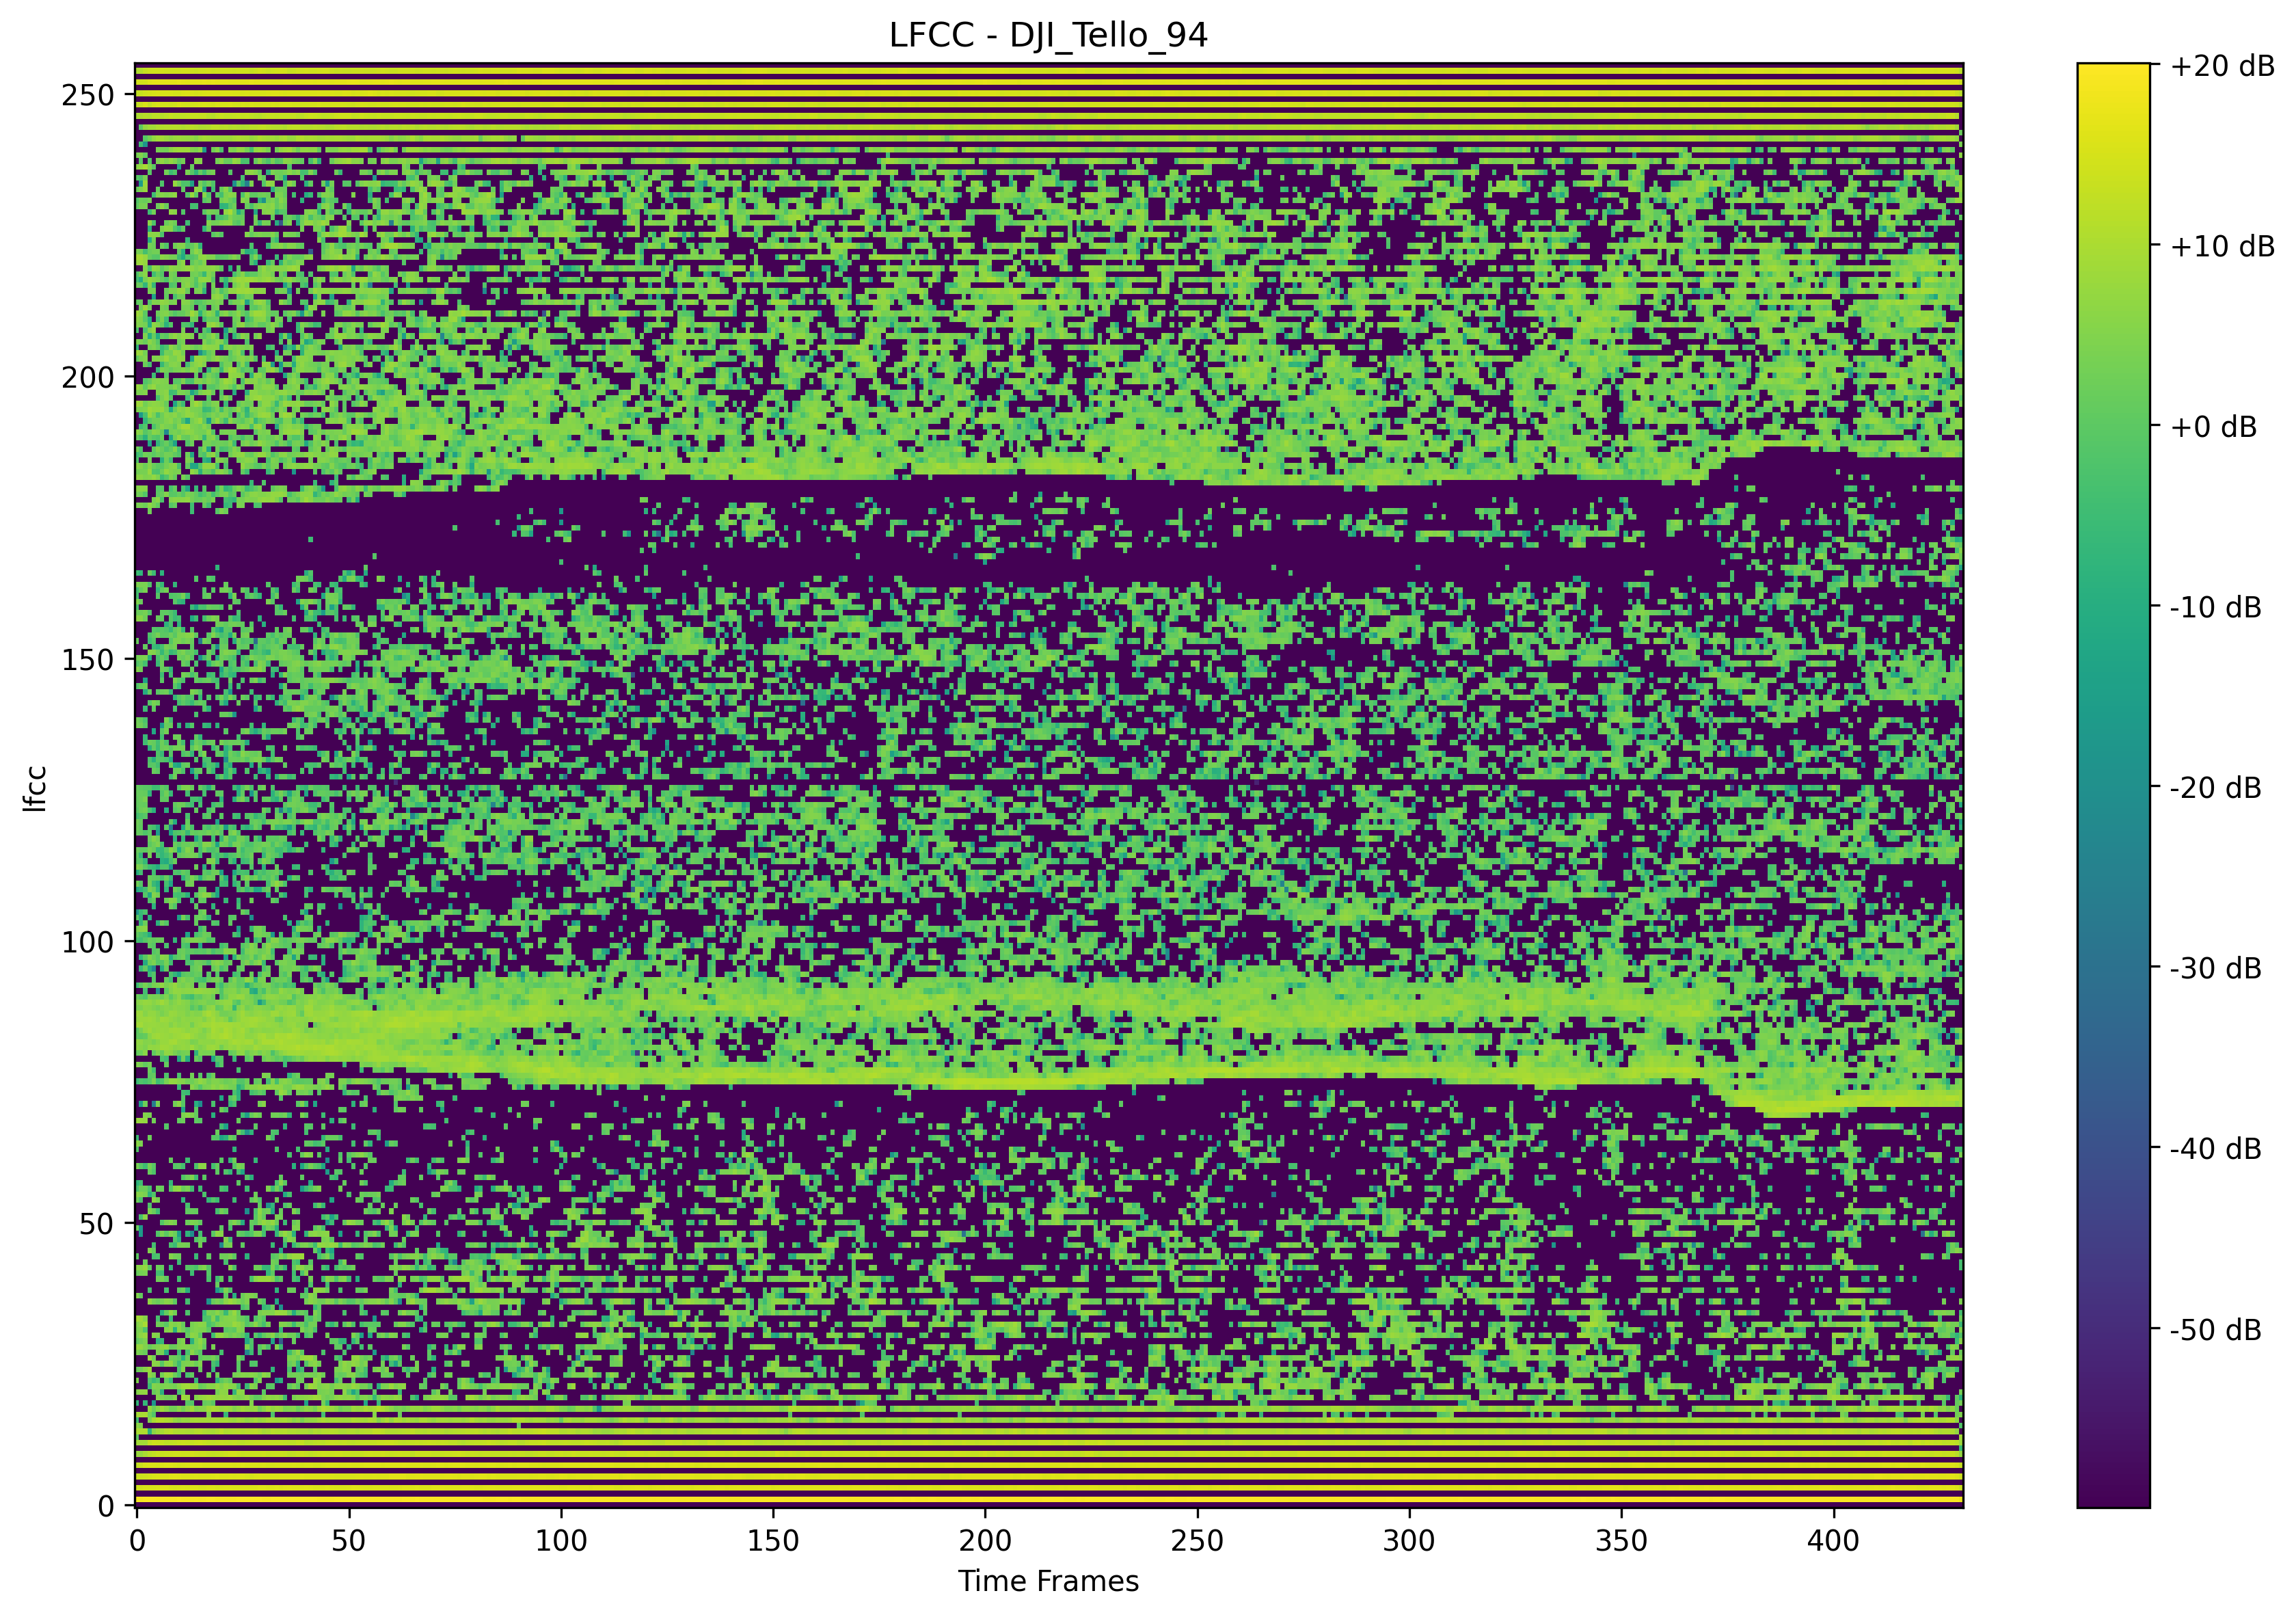 LFCC - DJI_Tello_94
+20 dB
+10 dB
+0 dB
-10 dB
-20 dB
-30 dB
-40 dB
-50 dB
250
200
150
100
50
0
lfcc
0 50 100 150 200 250 300 350 400
Time Frames